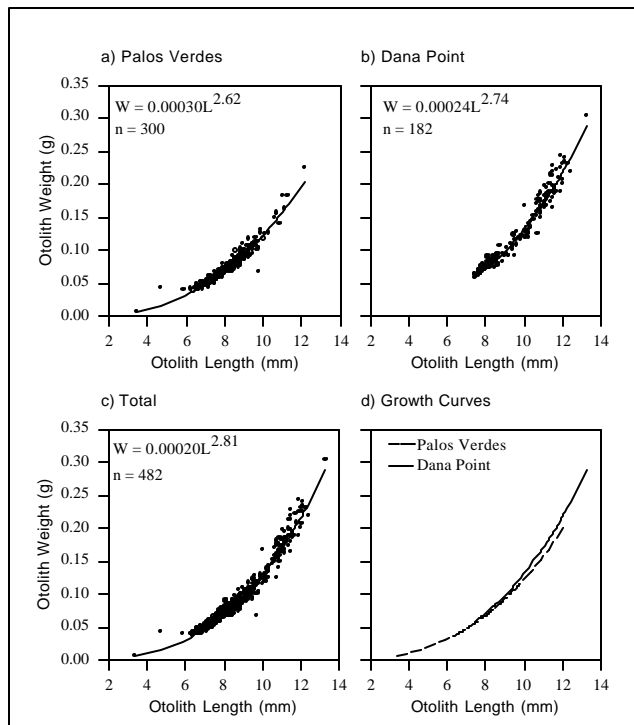 a) Palos Verdes
W = 0.00030L^2.62
n = 300
0.35
0.30
0.25
0.20
0.15
0.10
0.05
0.00
Otolith Weight (g)
2 4 6 8 10 12 14
Otolith Length (mm)
b) Dana Point
W = 0.00024L^2.74
n = 182
2 4 6 8 10 12 14
Otolith Length (mm)
c) Total
W = 0.00020L^2.81
n = 482
0.35
0.30
0.25
0.20
0.15
0.10
0.05
0.00
Otolith Weight (g)
2 4 6 8 10 12 14
Otolith Length (mm)
d) Growth Curves
Palos Verdes
Dana Point
2 4 6 8 10 12 14
Otolith Length (mm)